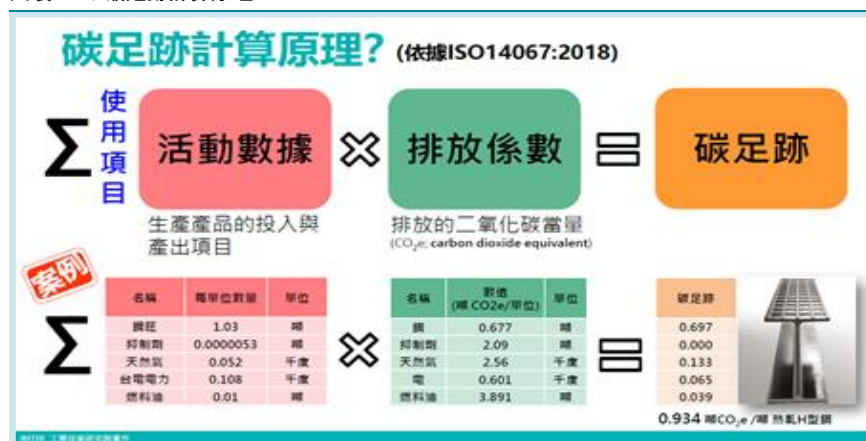 碳足跡計算原理? (依據ISO14067:2018)
Σ 使用項目 活動數據 × 排放係數 = 碳足跡
生產產品的投入與
產出項目
排放的二氧化碳當量
(CO₂e; carbon dioxide equivalent)
案例
Σ × =
名稱 每單位數量 單位
鋼胚 1.03 噸
抑制劑 0.0000053 噸
天然氣 0.052 千度
台電電力 0.108 千度
燃料油 0.01 噸
名稱 數值 單位
(噸 CO2e/單位)
鋼 0.677 噸
抑制劑 2.09 噸
天然氣 2.56 千度
電 0.601 千度
燃料油 3.891 噸
碳足跡
0.697
0.000
0.133
0.065
0.039
0.934 噸CO₂e /噸 熱軋H型鋼